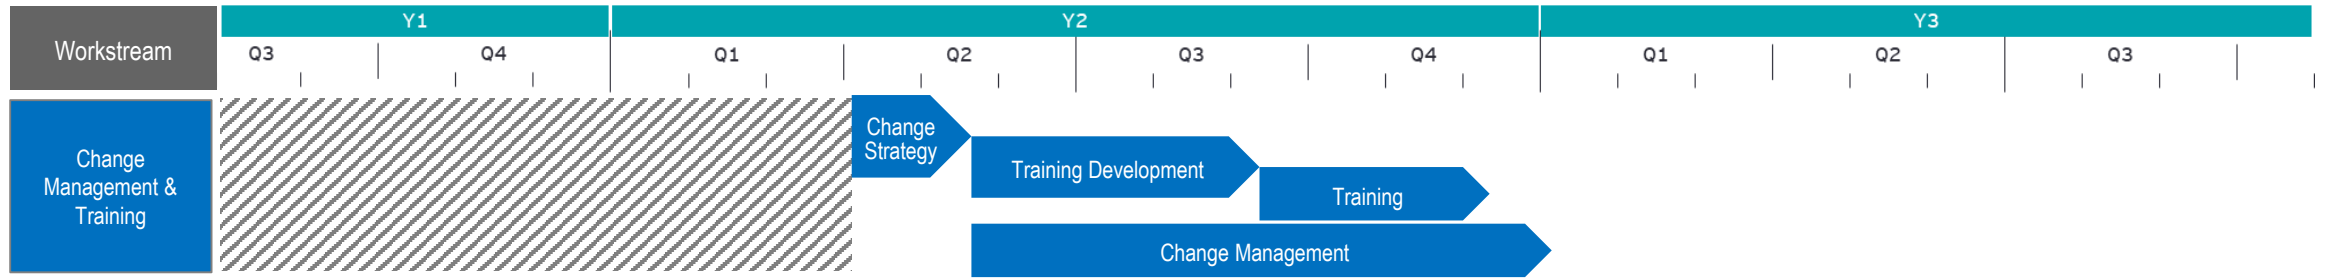 Workstream
Y1 Y2 Y3
Q3 Q4 Q1 Q2 Q3 Q4 Q1 Q2 Q3
Change
Management &
Training
Change
Strategy
Training Development
Training
Change Management